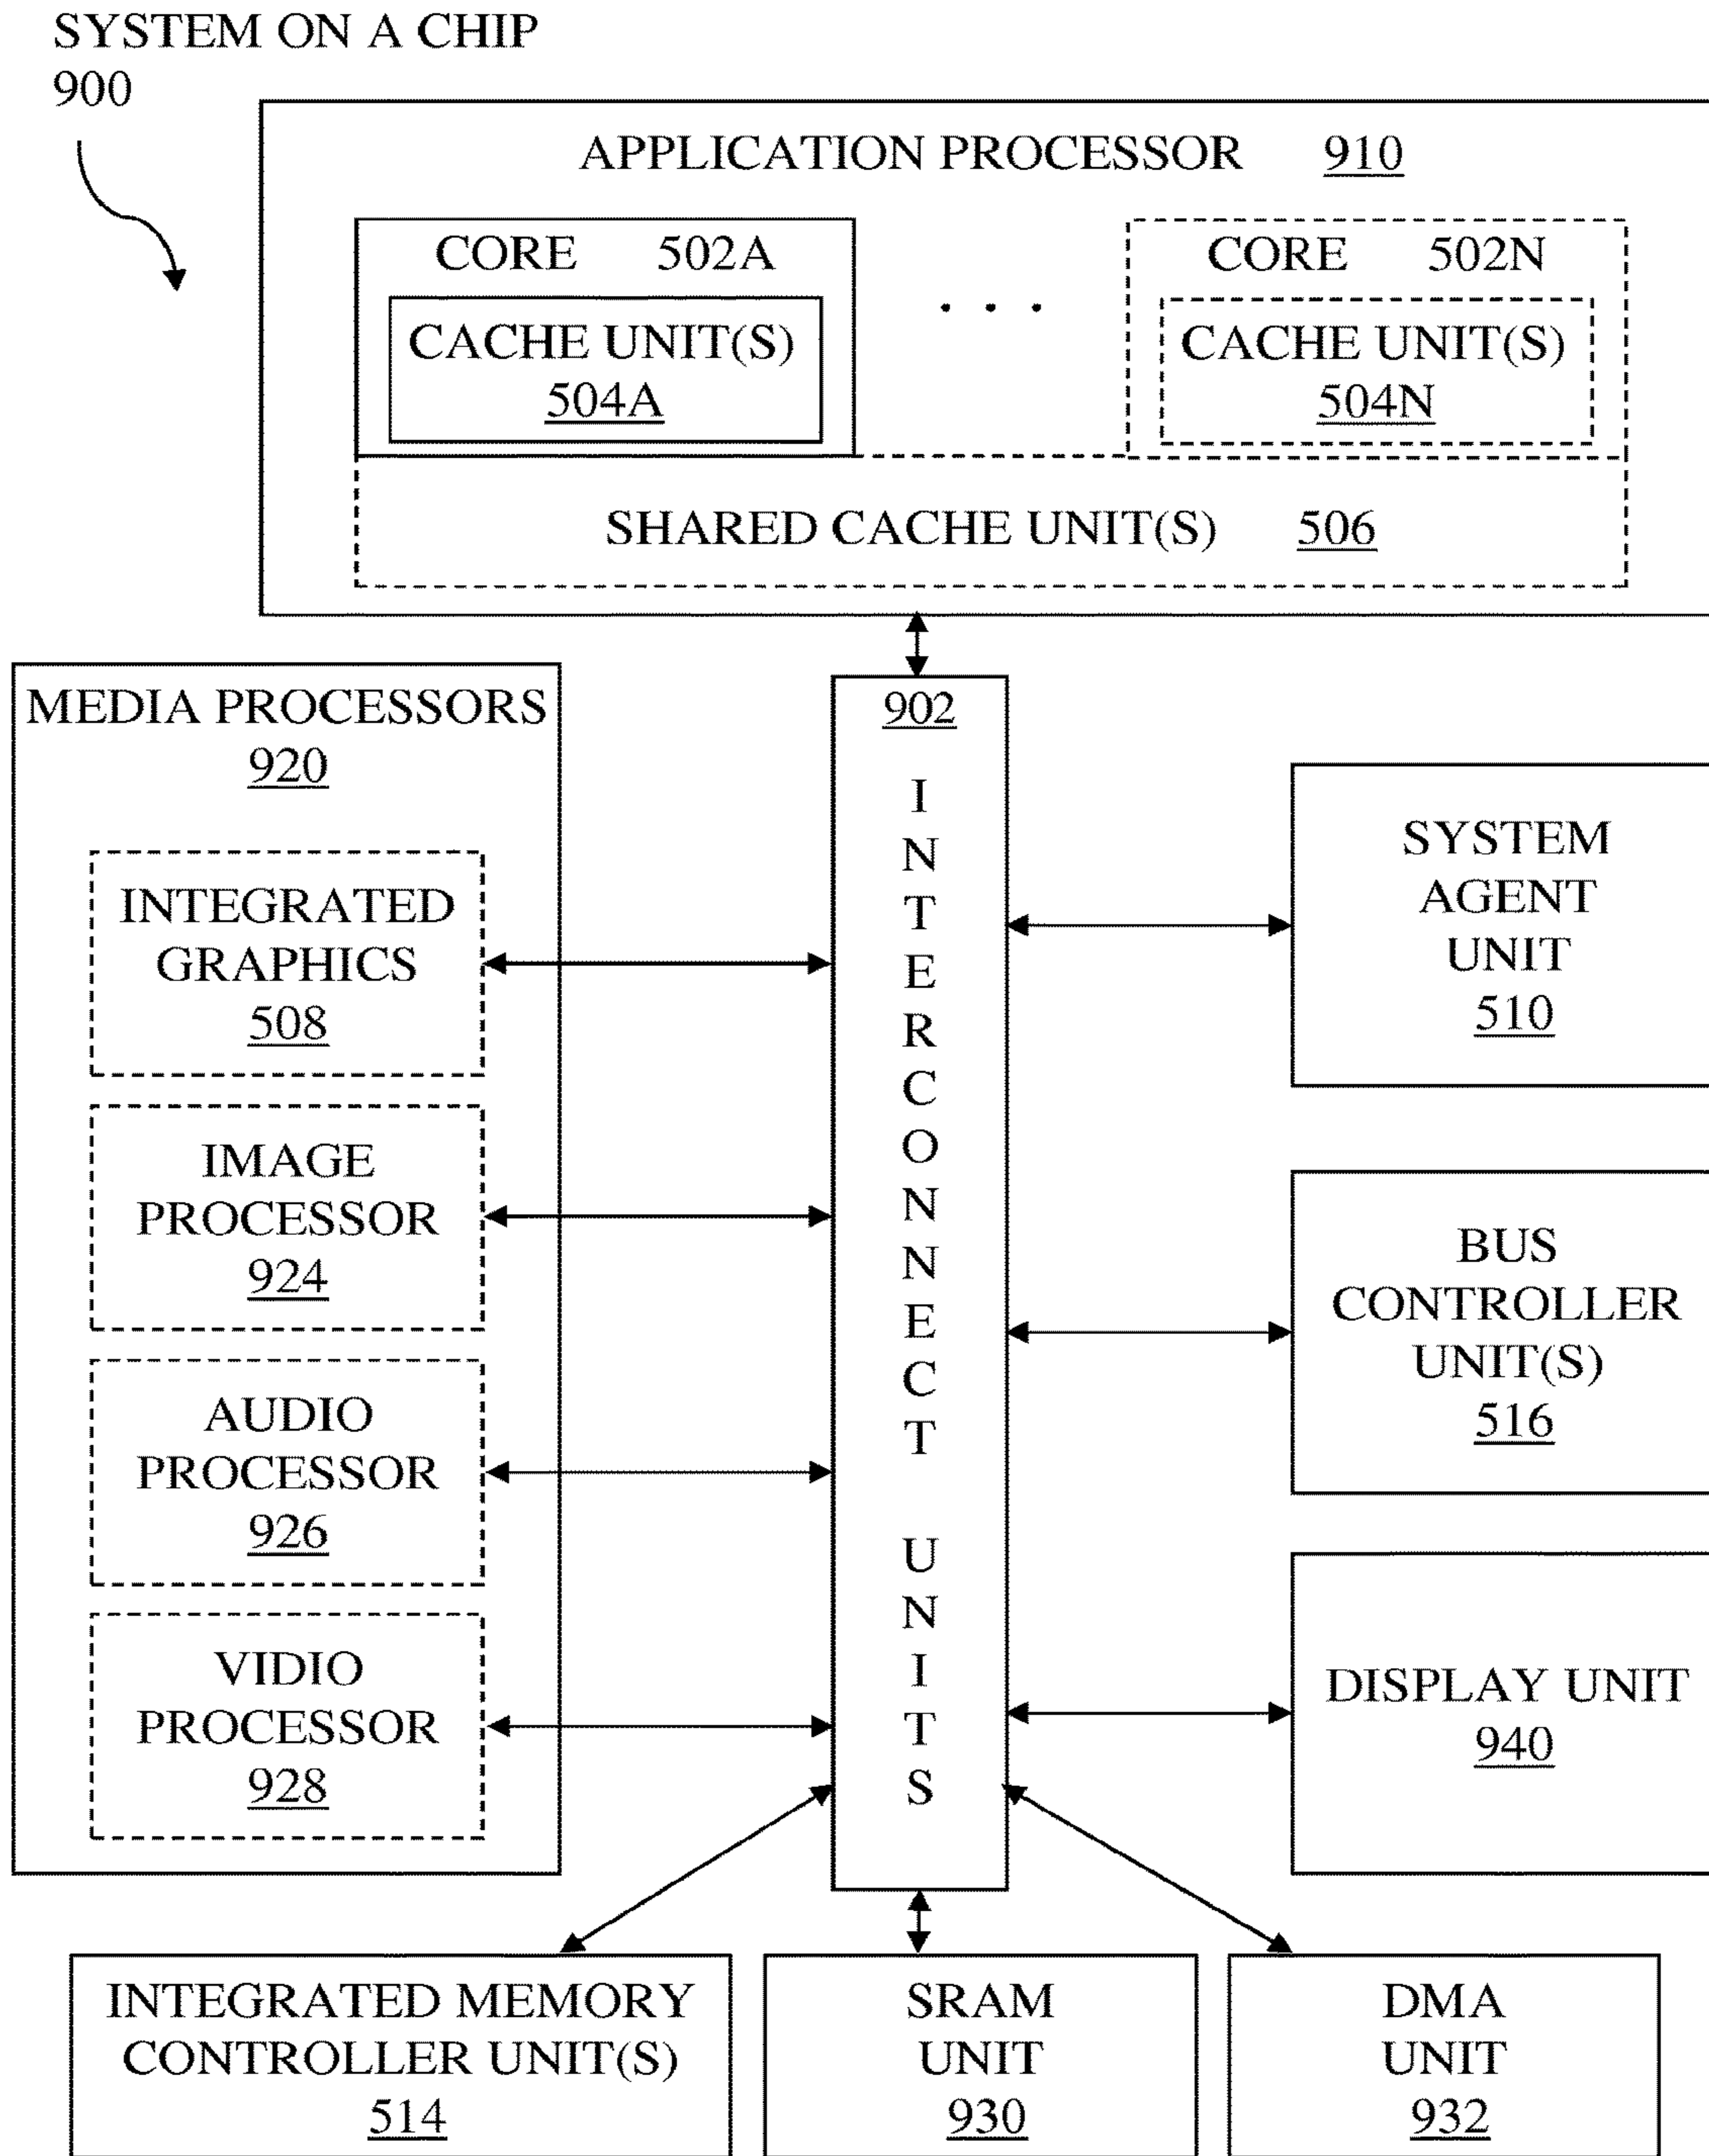 SYSTEM ON A CHIP
900
APPLICATION PROCESSOR 910
CORE 502A
CACHE UNIT(S)
504A
. . .
CORE 502N
CACHE UNIT(S)
504N
SHARED CACHE UNIT(S) 506
MEDIA PROCESSORS
920
INTEGRATED
GRAPHICS
508
IMAGE
PROCESSOR
924
AUDIO
PROCESSOR
926
VIDIO
PROCESSOR
928
902
INTERCONNECT UNITS
SYSTEM
AGENT
UNIT
510
BUS
CONTROLLER
UNIT(S)
516
DISPLAY UNIT
940
INTEGRATED MEMORY
CONTROLLER UNIT(S)
514
SRAM
UNIT
930
DMA
UNIT
932